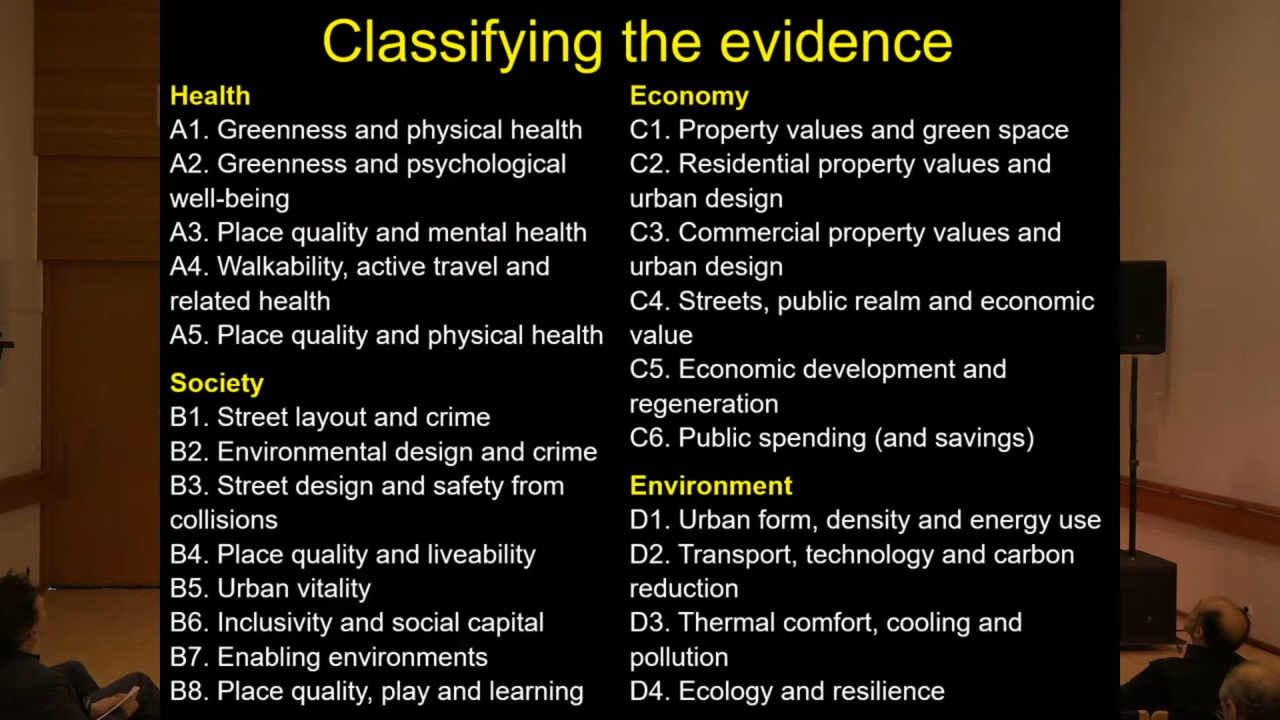 Classifying the evidence
Health
A1. Greenness and physical health
A2. Greenness and psychological
well-being
A3. Place quality and mental health
A4. Walkability, active travel and
related health
A5. Place quality and physical health
Society
B1. Street layout and crime
B2. Environmental design and crime
B3. Street design and safety from
collisions
B4. Place quality and liveability
B5. Urban vitality
B6. Inclusivity and social capital
B7. Enabling environments
B8. Place quality, play and learning
Economy
C1. Property values and green space
C2. Residential property values and
urban design
C3. Commercial property values and
urban design
C4. Streets, public realm and economic
value
C5. Economic development and
regeneration
C6. Public spending (and savings)
Environment
D1. Urban form, density and energy use
D2. Transport, technology and carbon
reduction
D3. Thermal comfort, cooling and
pollution
D4. Ecology and resilience